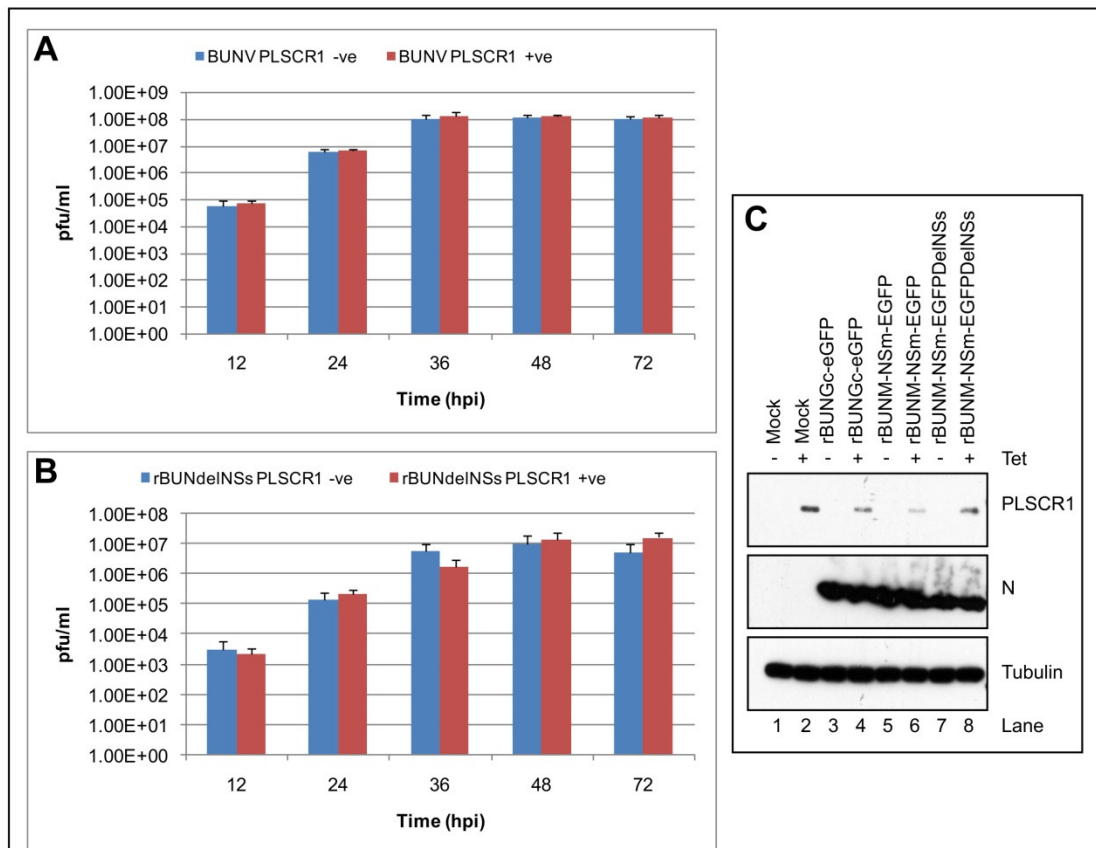 A
BUNV PLSCR1 -ve BUNV PLSCR1 +ve
1.00E+09
1.00E+08
1.00E+07
1.00E+06
1.00E+05
1.00E+04
1.00E+03
1.00E+02
1.00E+01
1.00E+00
pfu/ml
12 24 36 48 72
Time (hpi)
B
rBUNdelNSs PLSCR1 -ve rBUNdelNSs PLSCR1 +ve
1.00E+08
1.00E+07
1.00E+06
1.00E+05
1.00E+04
1.00E+03
1.00E+02
1.00E+01
1.00E+00
pfu/ml
12 24 36 48 72
Time (hpi)
C
Mock
Mock
rBUNGc-eGFP
rBUNGc-eGFP
rBUNM-NSm-EGFP
rBUNM-NSm-EGFP
rBUNM-NSm-EGFPDelNSs
rBUNM-NSm-EGFPDelNSs
- + - + - + - + Tet
PLSCR1
N
Tubulin
1 2 3 4 5 6 7 8 Lane